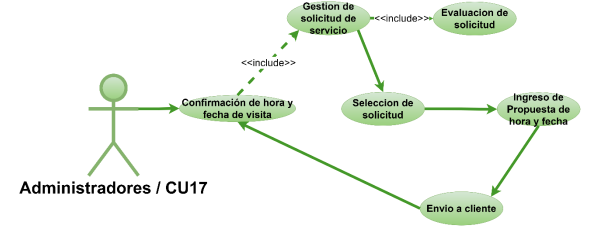 Gestion de
solicitud de
servicio
<<include>>
Evaluacion de
solicitud
<<include>>
Confirmación de hora y
fecha de visita
Seleccion de
solicitud
Ingreso de
Propuesta de
hora y fecha
Administradores / CU17
Envio a cliente